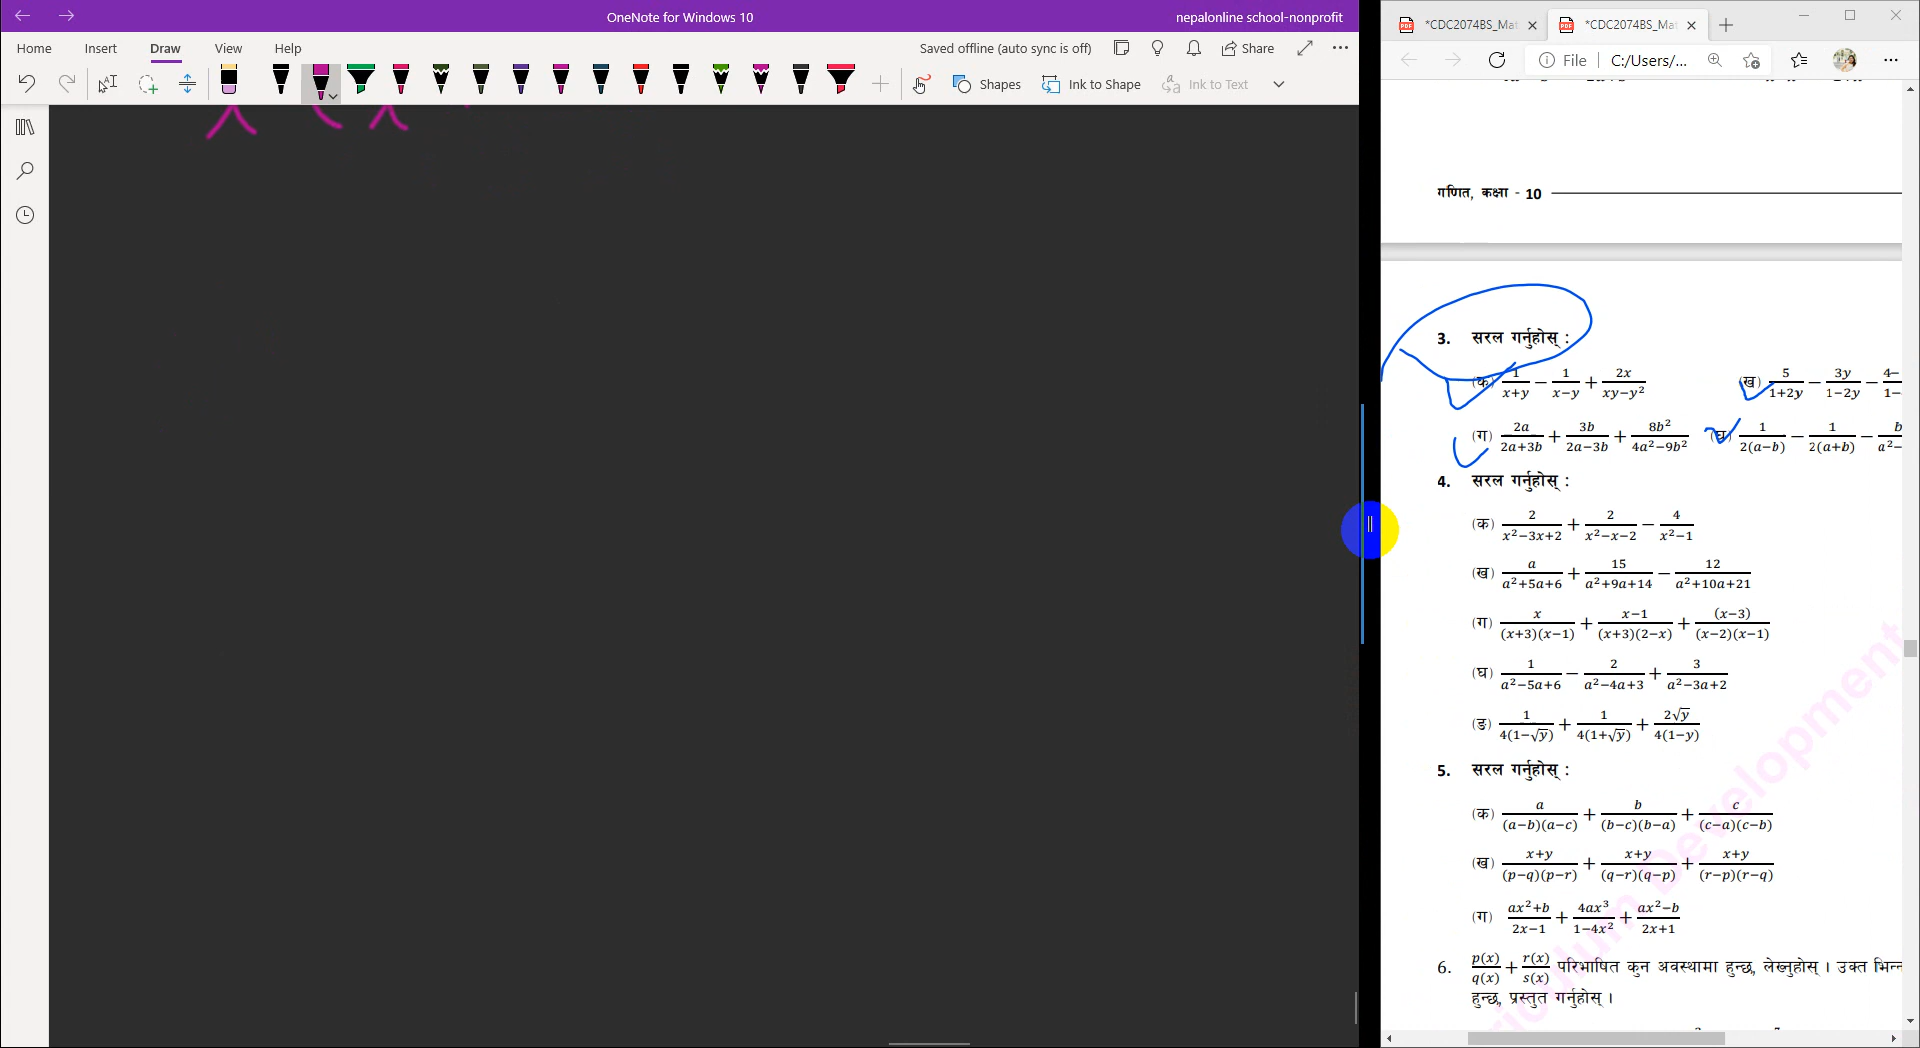 OneNote for Windows 10
nepalonline school-nonprofit
Home Insert Draw View Help
Saved offline (auto sync is off) Share
Shapes Ink to Shape Ink to Text
*CDC2074BS_Mat *CDC2074BS_Mat
File C:/Users/...
गणित, कक्षा - 10
3. सरल गर्नुहोस् :
(क) 1/(x+y) − 1/(x−y) + 2x/(xy−y²) (ख) 5/(1+2y) − 3y/(1−2y) − 4−/1−
(ग) 2a/(2a+3b) + 3b/(2a−3b) + 8b²/(4a²−9b²) (घ) 1/(2(a−b)) − 1/(2(a+b)) − b/a²−
4. सरल गर्नुहोस् :
(क) 2/(x²−3x+2) + 2/(x²−x−2) − 4/(x²−1)
(ख) a/(a²+5a+6) + 15/(a²+9a+14) − 12/(a²+10a+21)
(ग) x/((x+3)(x−1)) + (x−1)/((x+3)(2−x)) + (x−3)/((x−2)(x−1))
(घ) 1/(a²−5a+6) − 2/(a²−4a+3) + 3/(a²−3a+2)
(ङ) 1/(4(1−√y)) + 1/(4(1+√y)) + 2√y/(4(1−y))
5. सरल गर्नुहोस् :
(क) a/((a−b)(a−c)) + b/((b−c)(b−a)) + c/((c−a)(c−b))
(ख) (x+y)/((p−q)(p−r)) + (x+y)/((q−r)(q−p)) + (x+y)/((r−p)(r−q))
(ग) (ax²+b)/(2x−1) + 4ax³/(1−4x²) + (ax²−b)/(2x+1)
6. p(x)/q(x) + r(x)/s(x) परिभाषित कुन अवस्थामा हुन्छ, लेख्नुहोस् । उक्त भिन्न
हुन्छ, प्रस्तुत गर्नुहोस् ।
riculum Development